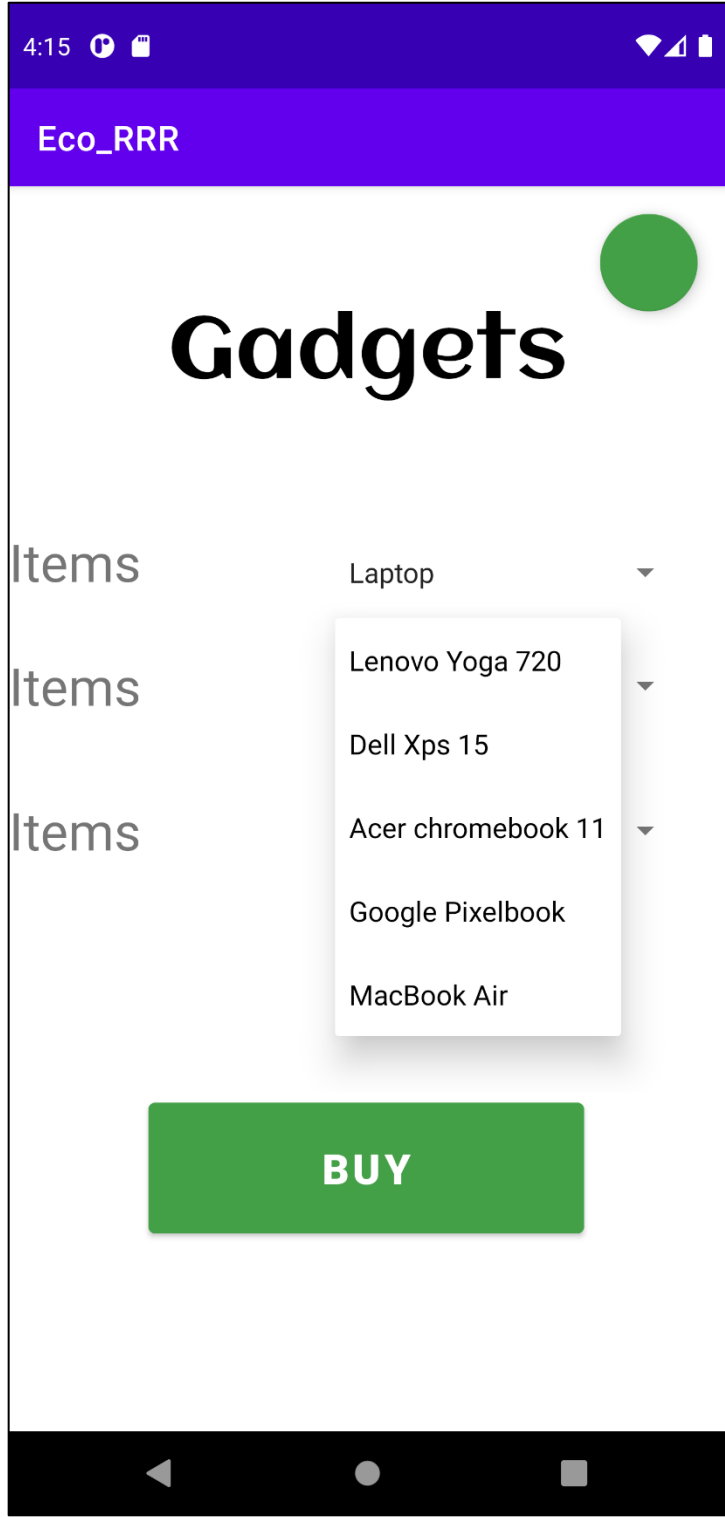 4:15
Eco_RRR
Gadgets
Items
Laptop
Lenovo Yoga 720
Items
Dell Xps 15
Items
Acer chromebook 11
Google Pixelbook
MacBook Air
BUY